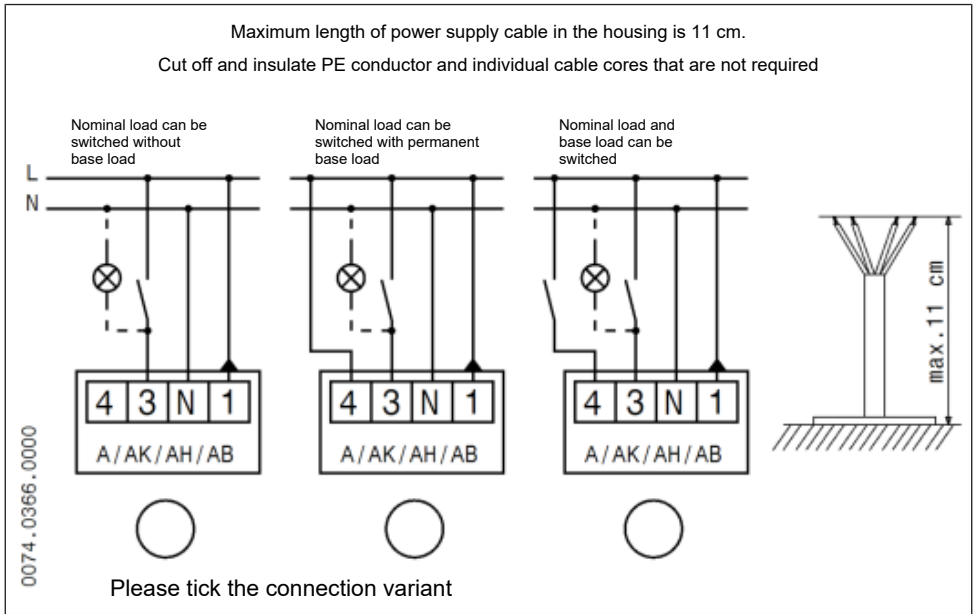 Maximum length of power supply cable in the housing is 11 cm.
Cut off and insulate PE conductor and individual cable cores that are not required
Nominal load can be
switched without
base load
Nominal load can be
switched with permanent
base load
Nominal load and
base load can be
switched
L
N
4 3 N 1
A/AK/AH/AB
4 3 N 1
A/AK/AH/AB
4 3 N 1
A/AK/AH/AB
max.11 cm
0074.0366.0000
Please tick the connection variant